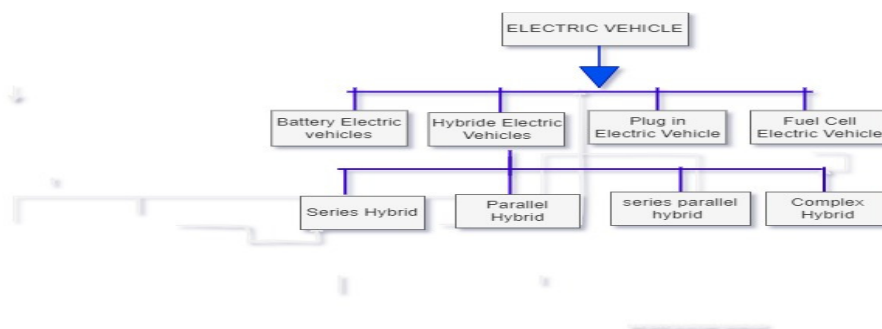 ELECTRIC VEHICLE
Battery Electric
vehicles
Hybride Electric
Vehicles
Plug in
Electric Vehicle
Fuel Cell
Electric Vehicle
Series Hybrid
Parallel
Hybrid
series parallel
hybrid
Complex
Hybrid